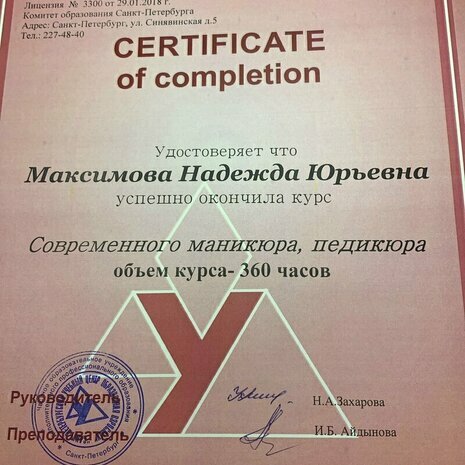 Лицензия № 3300 от 29.01.2018 г.
Комитет образования Санкт-Петербурга
Адрес: Санкт-Петербург, ул. Синявинская д.5
Тел.: 227-48-40
CERTIFICATE
of completion
Удостоверяет что
Максимова Надежда Юрьевна
успешно окончила курс
Современного маникюра, педикюра
объем курса- 360 часов
У
Руководитель
Н.А.Захарова
Преподаватель
И.Б. Айдынова
Санкт-Петербург